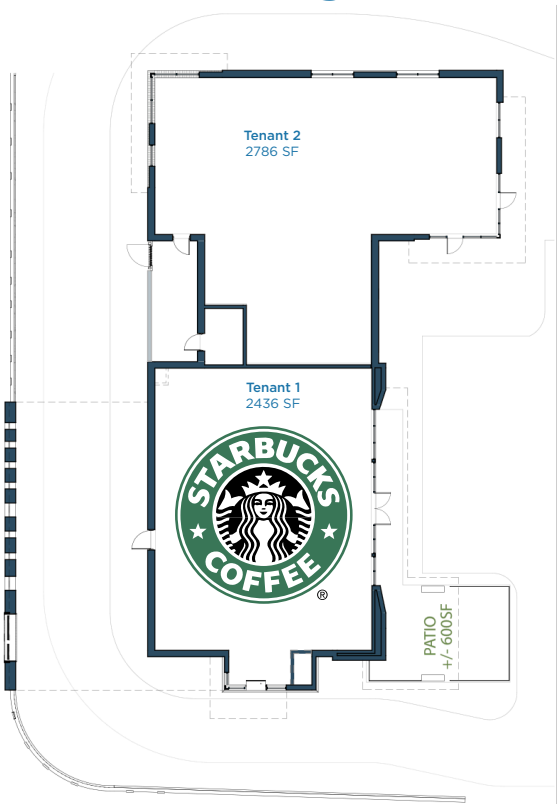 Tenant 2
2786 SF
Tenant 1
2436 SF
STARBUCKS
COFFEE
®
PATIO
+/- 600SF